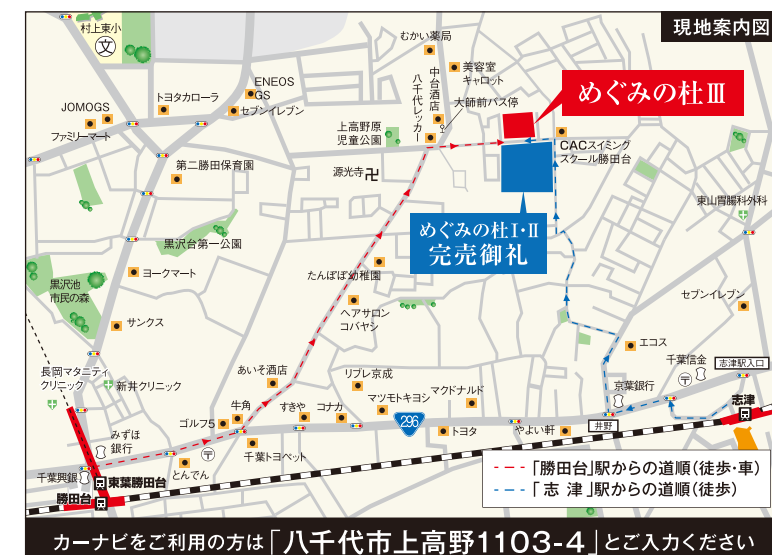 現地案内図
村上東小
文
むかい薬局
美容室
キャロット
中台酒店
八千代レッカー
大師前バス停
めぐみの杜Ⅲ
ENEOS
GS
トヨタカローラ
セブンイレブン
JOMOGS
ファミリーマート
上高野原
児童公園
CACスイミング
スクール勝田台
第二勝田保育園
源光寺卍
東山胃腸科外科
めぐみの杜Ⅰ・Ⅱ
完売御礼
黒沢台第一公園
ヨークマート
たんぽぽ幼稚園
黒沢池
市民の森
セブンイレブン
サンクス
ヘアサロン
コバヤシ
エコス
千葉信金
志津駅入口
長岡マタニティ
クリニック
新井クリニック
あいそ酒店
リブレ京成
京葉銀行
〒
志津
牛角
すきや
コナカ
マツモトキヨシ
マクドナルド
ゴルフ5
296
井野
みずほ
銀行
〒
千葉トヨペット
トヨタ
やよい軒
とんでん
千葉興銀
東葉勝田台
勝田台
「勝田台」駅からの道順(徒歩・車)
「志津」駅からの道順(徒歩)
カーナビをご利用の方は「八千代市上高野1103-4」とご入力ください